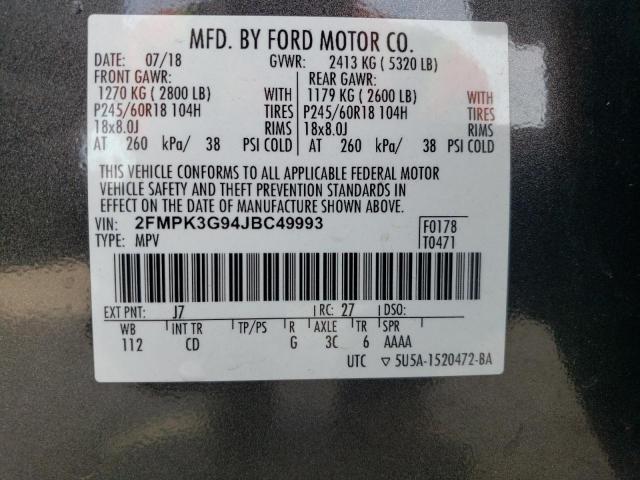 MFD. BY FORD MOTOR CO.
DATE: 07/18 GVWR: 2413 KG ( 5320 LB)
FRONT GAWR: REAR GAWR:
1270 KG ( 2800 LB) WITH 1179 KG ( 2600 LB) WITH
P245/60R18 104H TIRES P245/60R18 104H TIRES
18x8.0J RIMS 18x8.0J RIMS
AT 260 kPa/ 38 PSI COLD AT 260 kPa/ 38 PSI COLD
THIS VEHICLE CONFORMS TO ALL APPLICABLE FEDERAL MOTOR
VEHICLE SAFETY AND THEFT PREVENTION STANDARDS IN
EFFECT ON THE DATE OF MANUFACTURE SHOWN ABOVE.
VIN: 2FMPK3G94JBC49993 F0178
TYPE: MPV T0471
EXT PNT: J7 RC: 27 DSO:
WB INT TR TP/PS R AXLE TR SPR
112 CD G 3C 6 AAAA
UTC ▽ 5U5A-1520472-BA